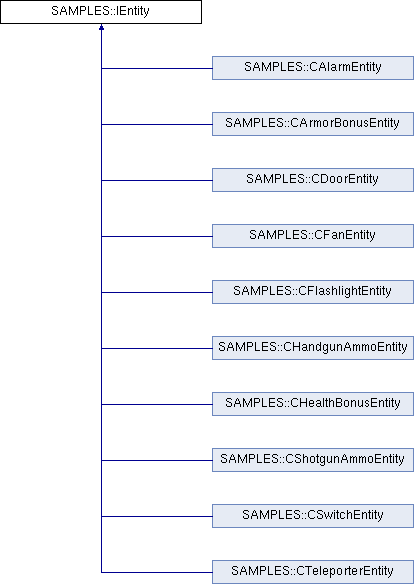 SAMPLES::IEntity
SAMPLES::CAlarmEntity
SAMPLES::CArmorBonusEntity
SAMPLES::CDoorEntity
SAMPLES::CFanEntity
SAMPLES::CFlashlightEntity
SAMPLES::CHandgunAmmoEntity
SAMPLES::CHealthBonusEntity
SAMPLES::CShotgunAmmoEntity
SAMPLES::CSwitchEntity
SAMPLES::CTeleporterEntity